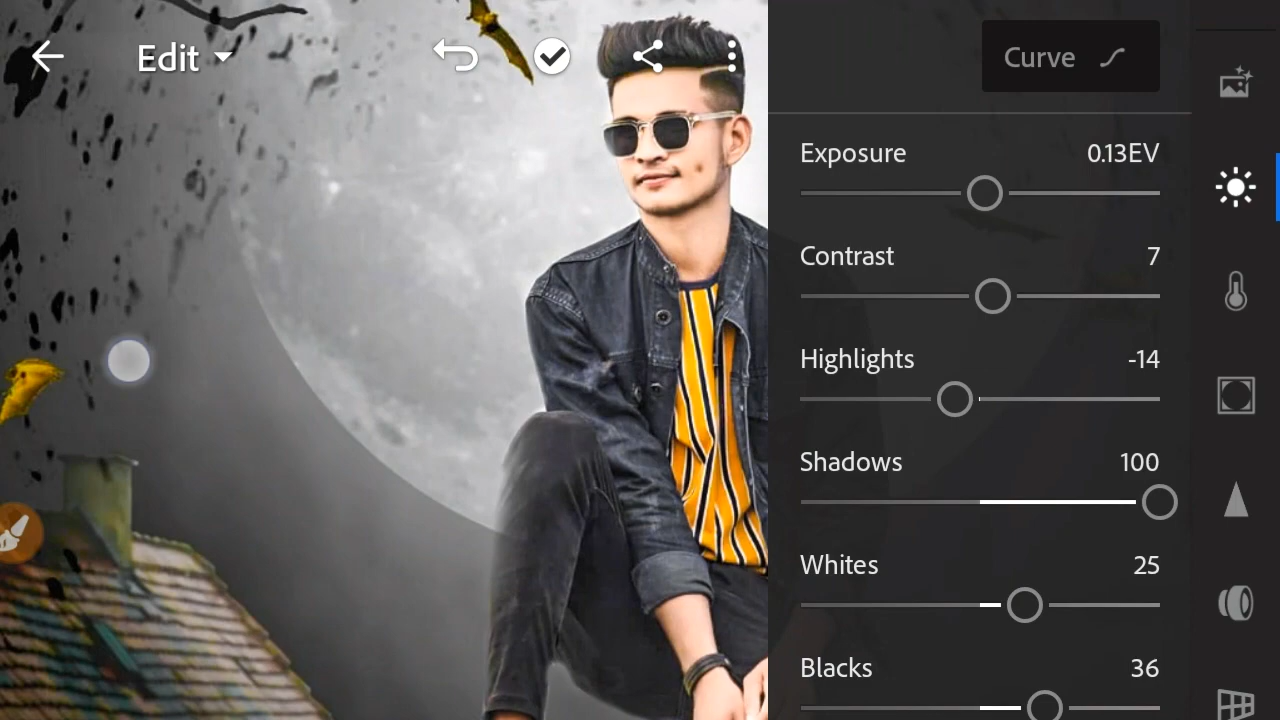 Edit
Curve
Exposure 0.13EV
Contrast 7
Highlights -14
Shadows 100
Whites 25
Blacks 36